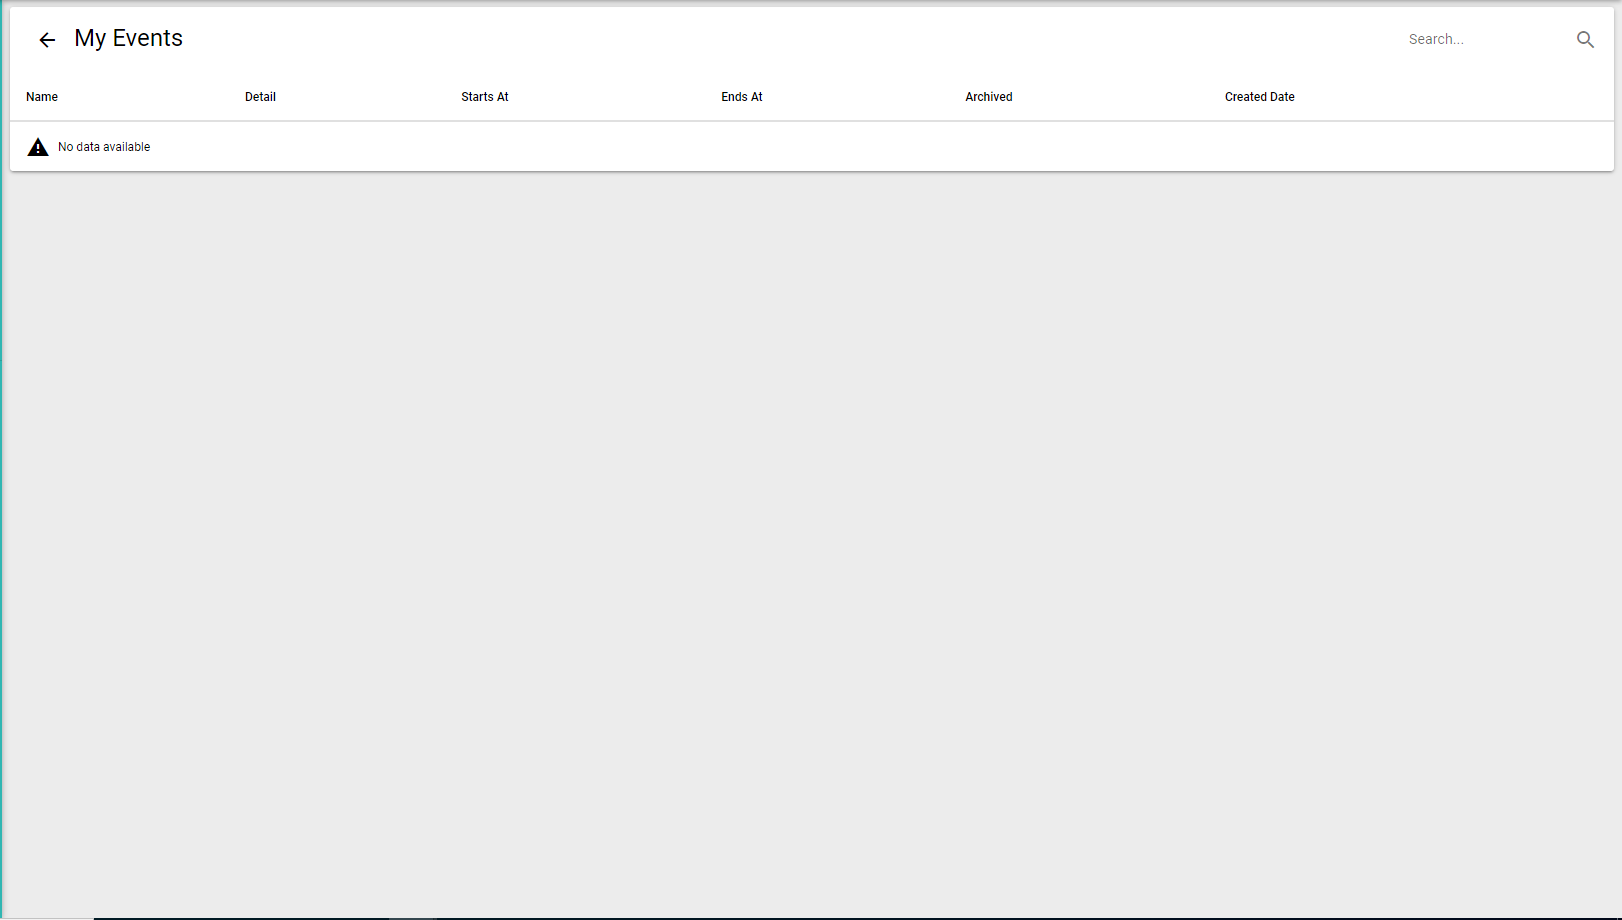 My Events
Search...
Name Detail Starts At Ends At Archived Created Date
No data available